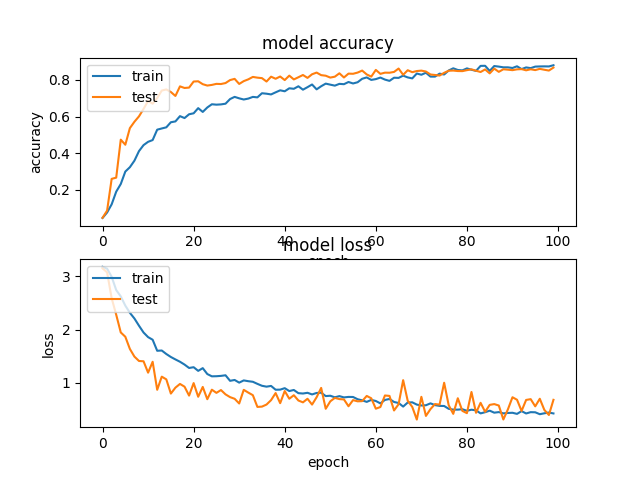 model accuracy
train
test
accuracy
0.8
0.6
0.4
0.2
0 20 40 60 80 100
epoch
model loss
train
test
loss
3
2
1
0 20 40 60 80 100
epoch